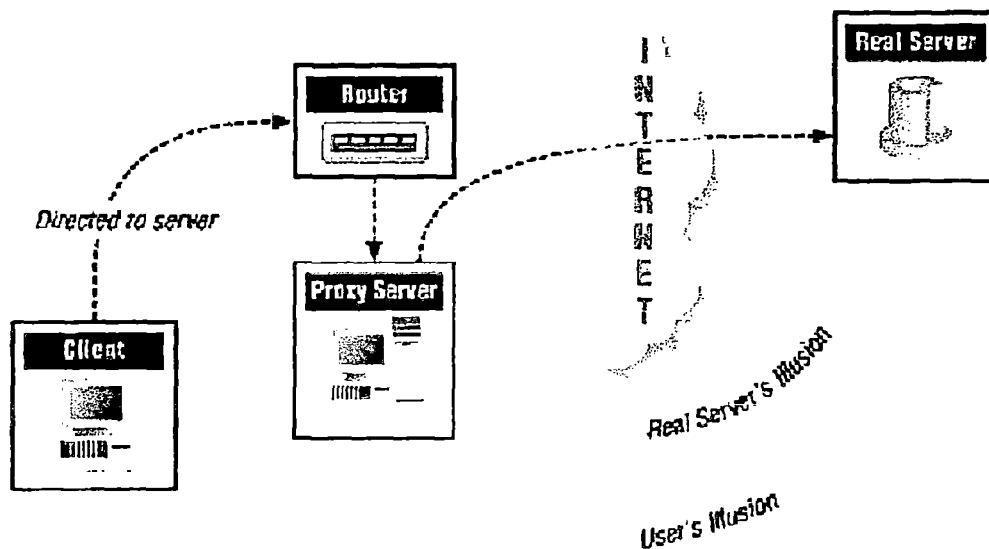 Real Server
Router
INTERNET
Directed to server
Proxy Server
Client
Real Server's Illusion
User's Illusion